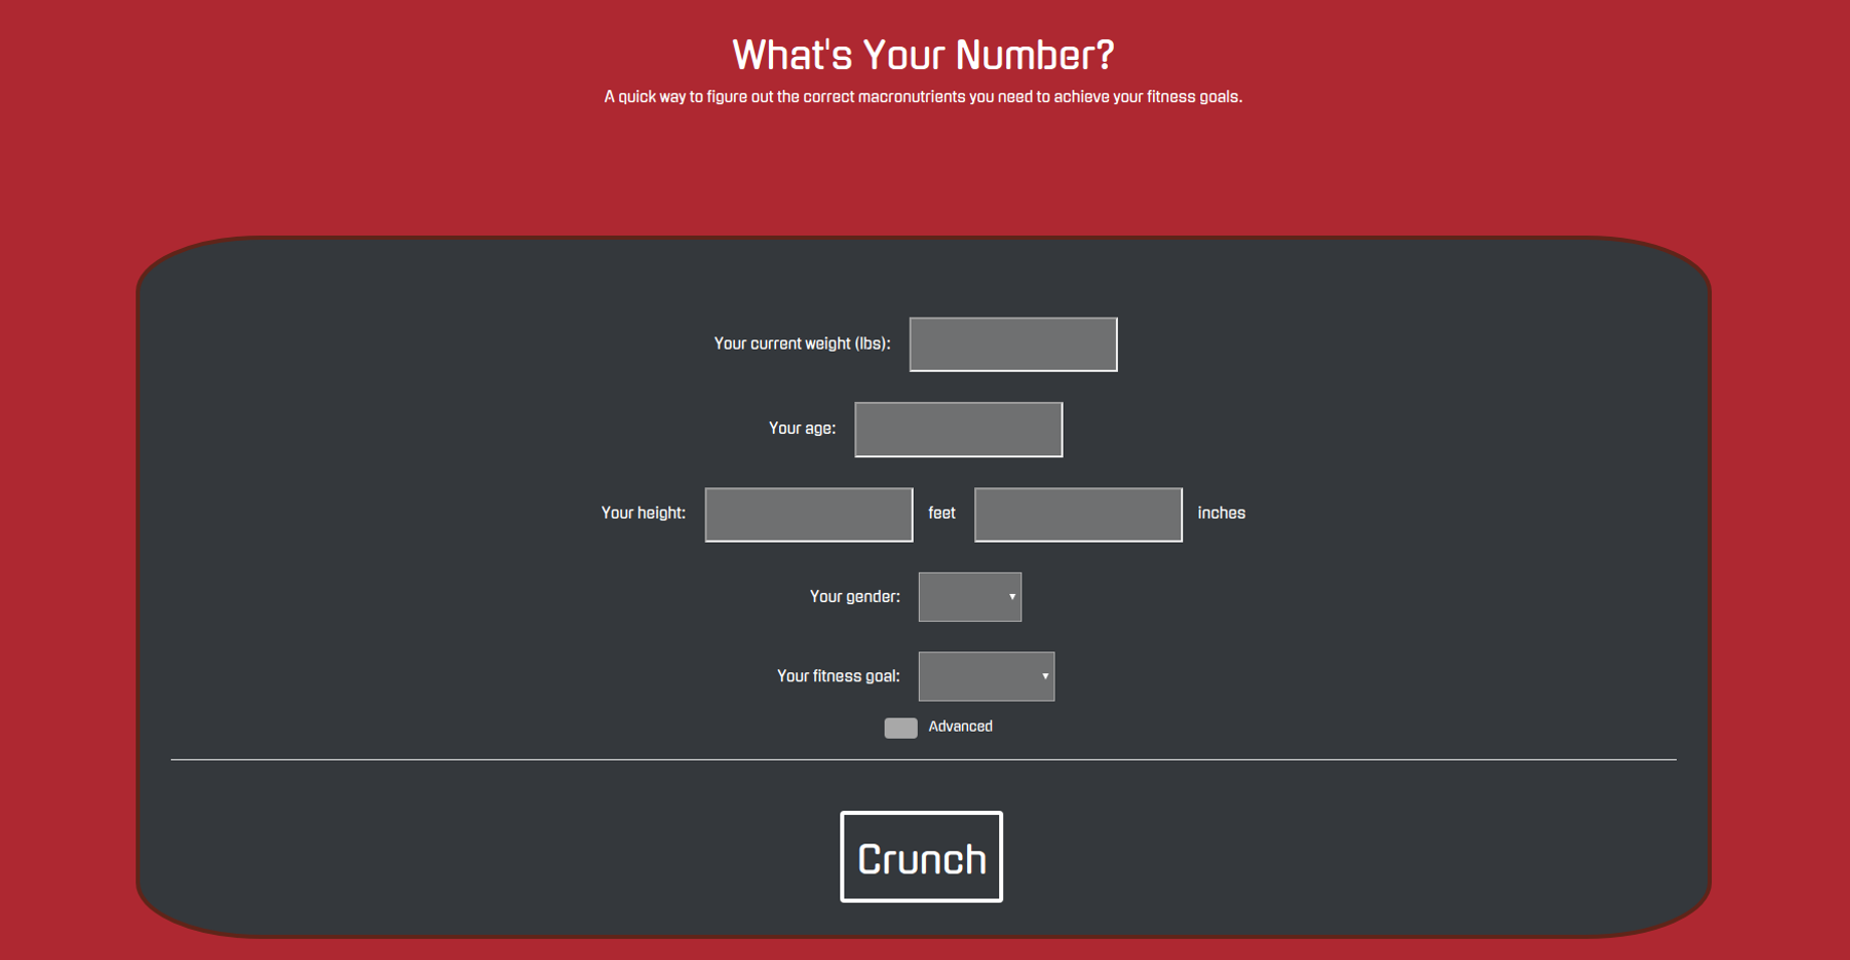 What's Your Number?
A quick way to figure out the correct macronutrients you need to achieve your fitness goals.
Your current weight (lbs):
Your age:
Your height: feet inches
Your gender:
Your fitness goal:
Advanced
Crunch